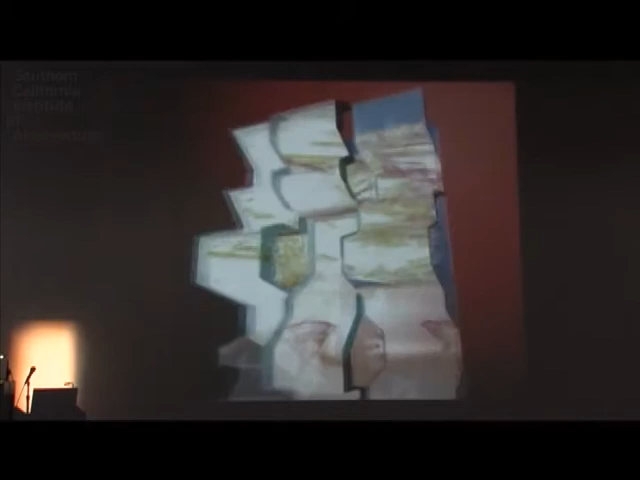 Southern
California
Institute
of
Architecture